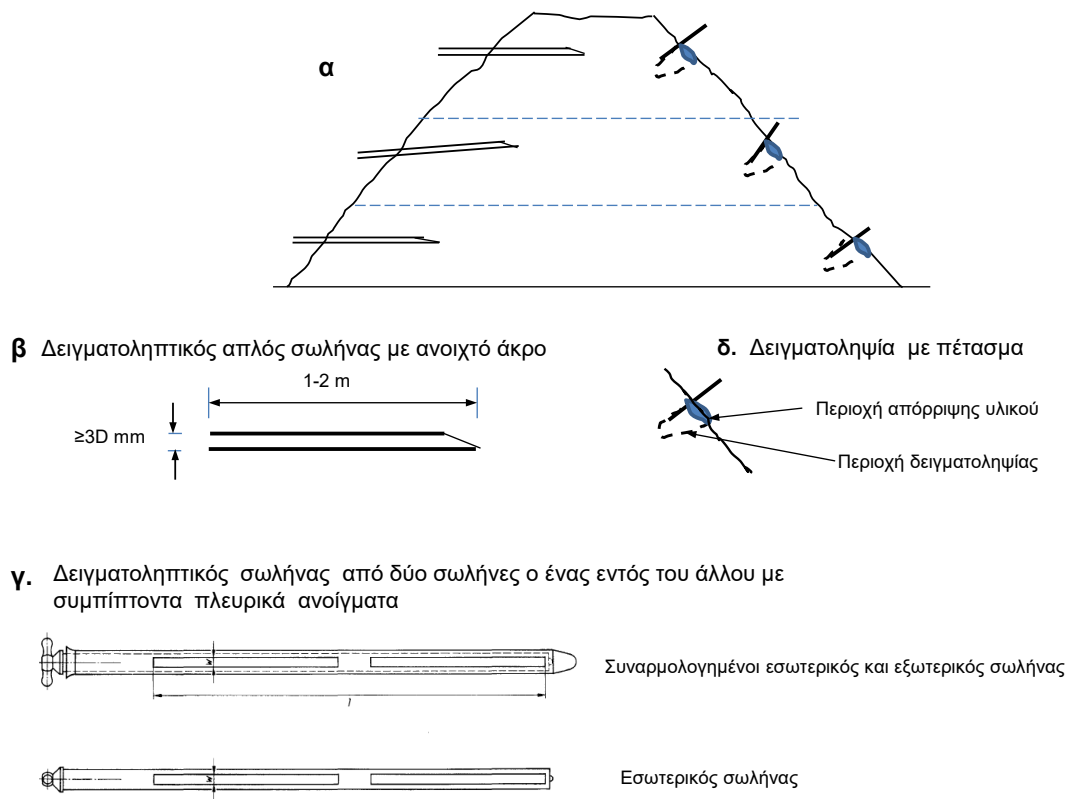 α
β Δειγματοληπτικός απλός σωλήνας με ανοιχτό άκρο
1-2 m
≥3D mm
δ. Δειγματοληψία με πέτασμα
Περιοχή απόρριψης υλικού
Περιοχή δειγματοληψίας
γ. Δειγματοληπτικός σωλήνας από δύο σωλήνες ο ένας εντός του άλλου με
συμπίπτοντα πλευρικά ανοίγματα
w
l
Συναρμολογημένοι εσωτερικός και εξωτερικός σωλήνας
w
Εσωτερικός σωλήνας